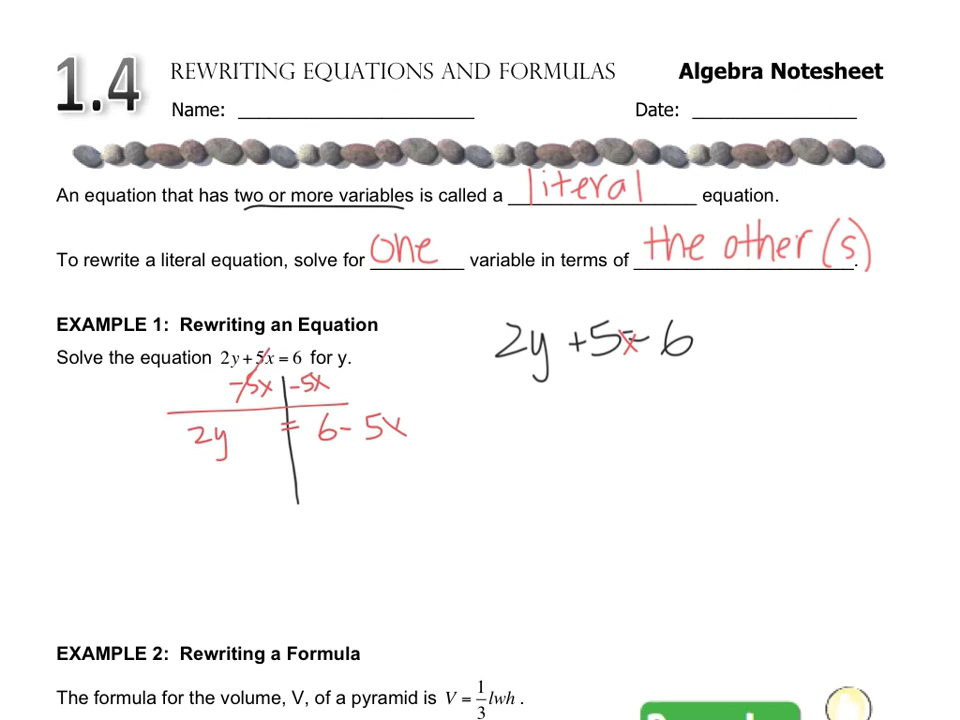 1.4 REWRITING EQUATIONS AND FORMULAS Algebra Notesheet
Name: ______________________ Date: ________________
An equation that has two or more variables is called a literal equation.
To rewrite a literal equation, solve for one variable in terms of the other(s).
EXAMPLE 1: Rewriting an Equation
Solve the equation 2y + 5x = 6 for y.
2y + 5x = 6
-5x | -5x
2y = 6 - 5x
EXAMPLE 2: Rewriting a Formula
The formula for the volume, V, of a pyramid is V = 1/3 lwh .